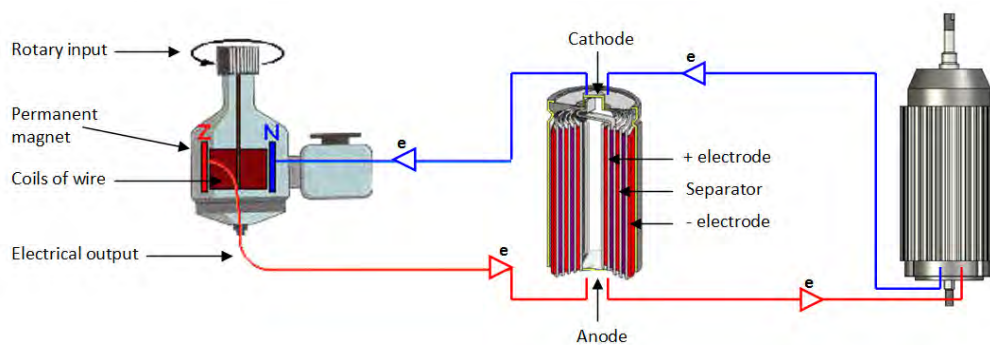 Rotary input
Permanent
magnet
Z
N
Coils of wire
Electrical output
e
e
Cathode
+ electrode
Separator
- electrode
Anode
e
e